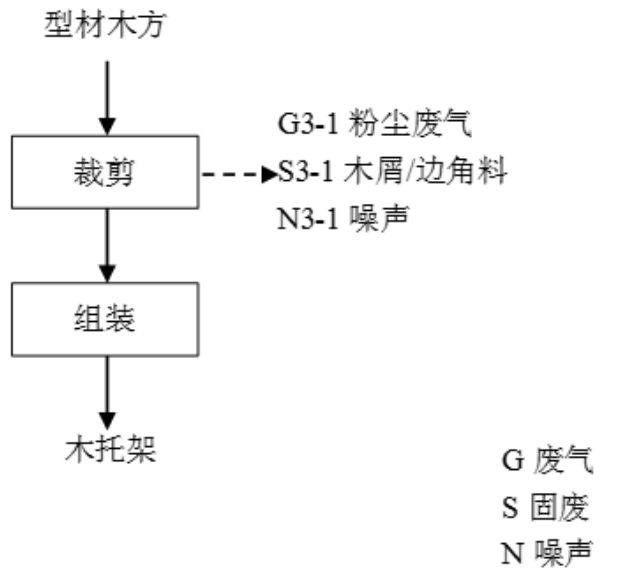 型材木方
裁剪
G3-1 粉尘废气
S3-1 木屑/边角料
N3-1 噪声
组装
木托架
G 废气
S 固废
N 噪声